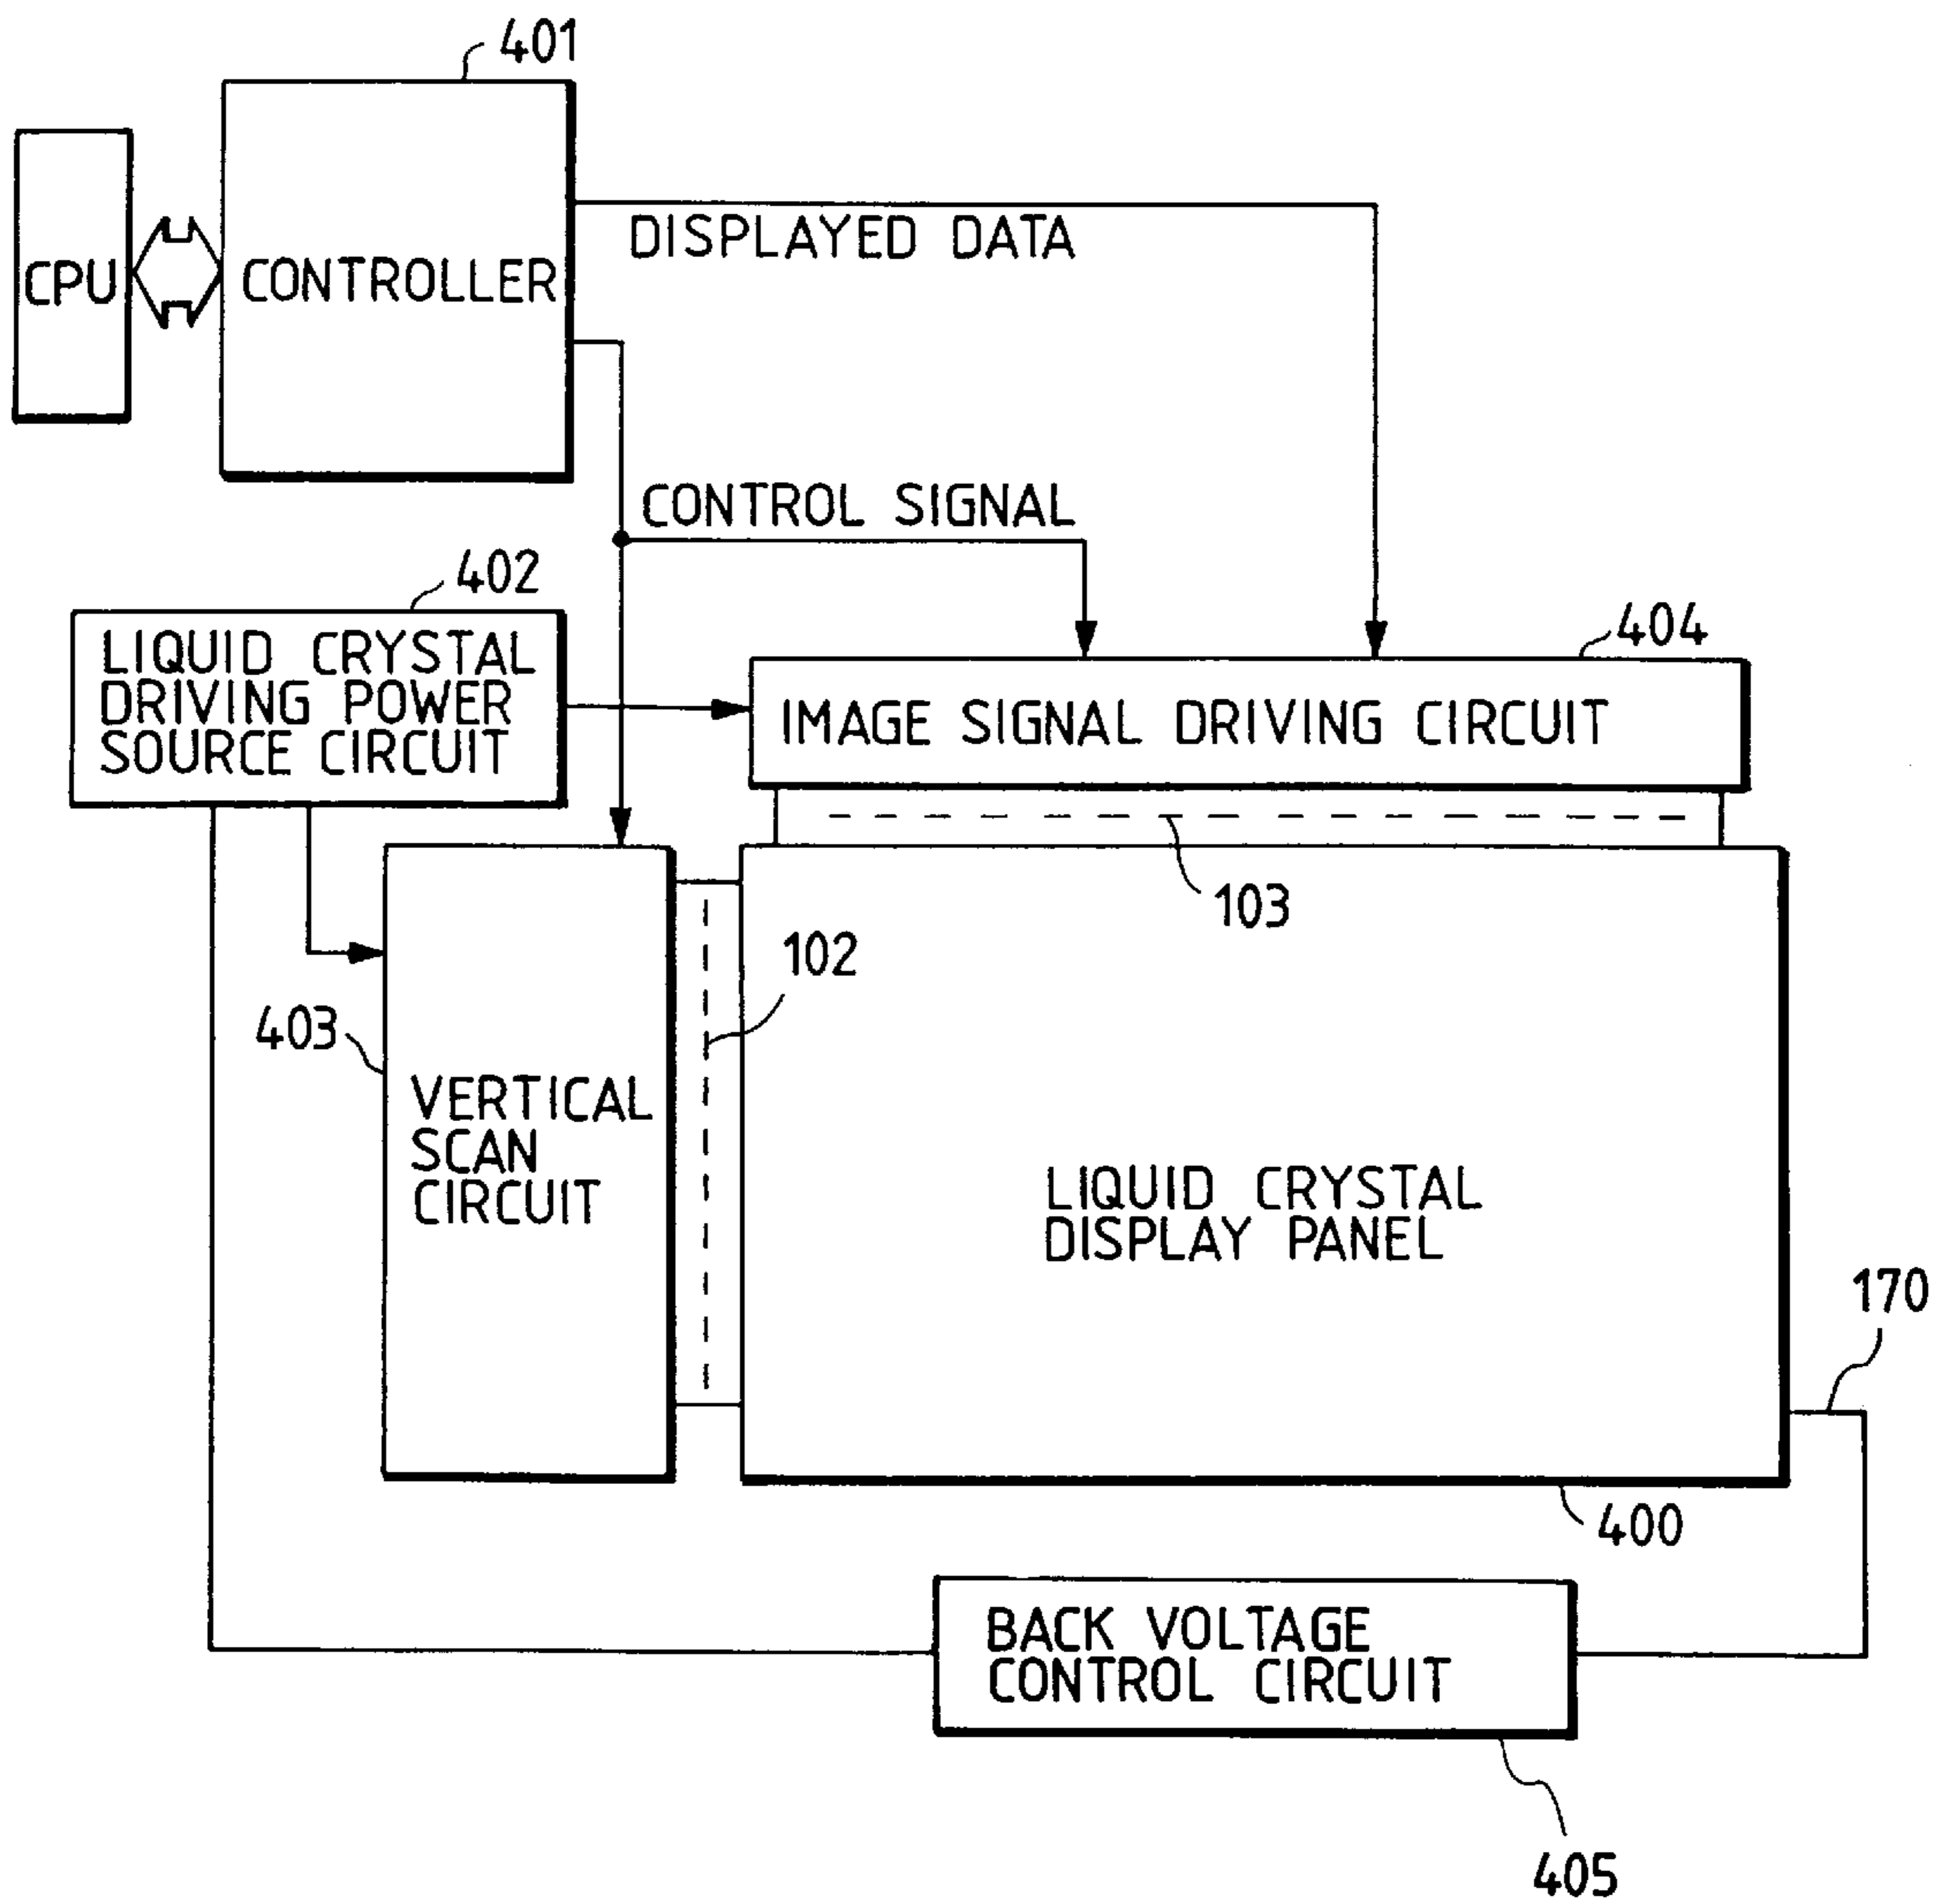 401
CPU
CONTROLLER
DISPLAYED DATA
CONTROL SIGNAL
402
LIQUID CRYSTAL
DRIVING POWER
SOURCE CIRCUIT
404
IMAGE SIGNAL DRIVING CIRCUIT
103
102
403
VERTICAL
SCAN
CIRCUIT
LIQUID CRYSTAL
DISPLAY PANEL
170
400
BACK VOLTAGE
CONTROL CIRCUIT
405